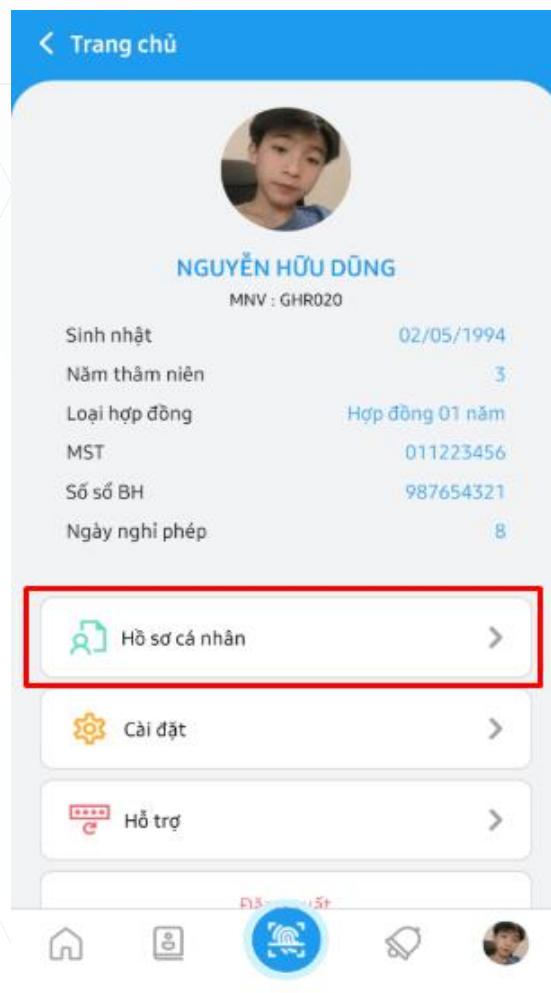 Trang chủ
NGUYỄN HỮU DŨNG
MNV : GHR020
Sinh nhật 02/05/1994
Năm thâm niên 3
Loại hợp đồng Hợp đồng 01 năm
MST 011223456
Số sổ BH 987654321
Ngày nghỉ phép 8
Hồ sơ cá nhân
Cài đặt
Hỗ trợ